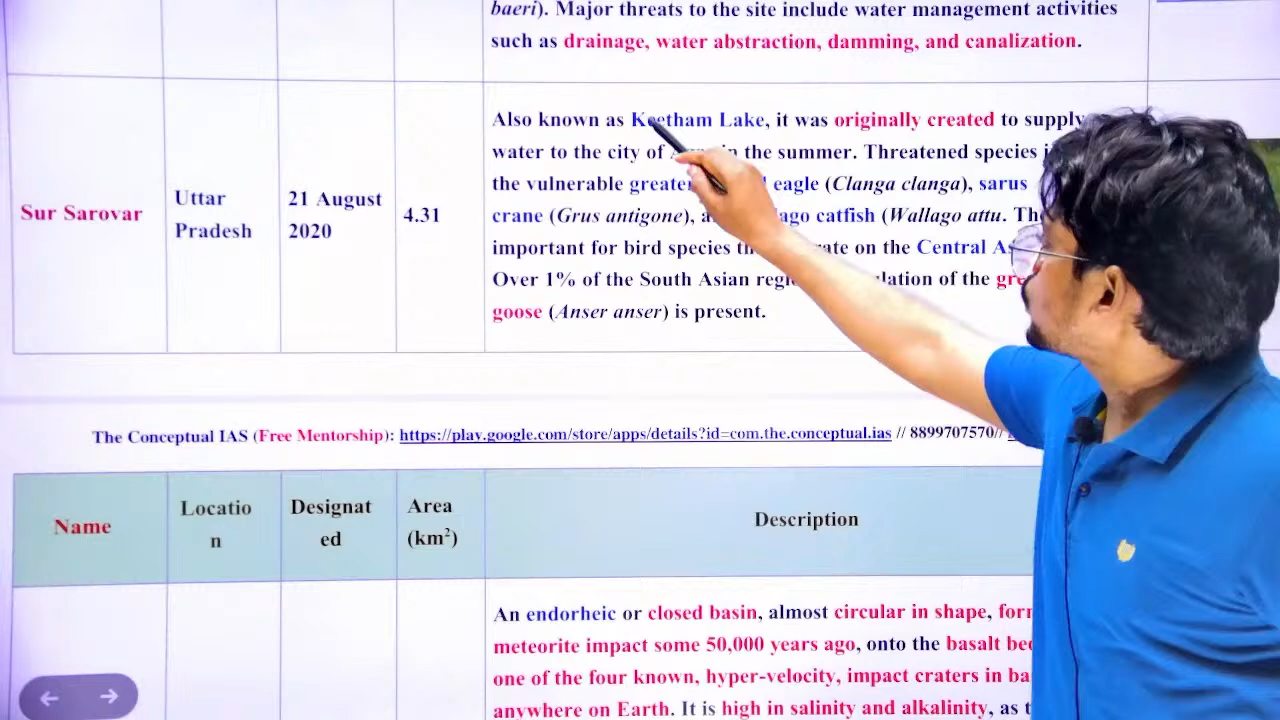 baeri). Major threats to the site include water management activities
such as drainage, water abstraction, damming, and canalization.
Sur Sarovar
Uttar
Pradesh
21 August
2020
4.31
Also known as Keetham Lake, it was originally created to supply
water to the city of in the summer. Threatened species
the vulnerable greater eagle (Clanga clanga), sarus
crane (Grus antigone), catfish (Wallago attu.
important for bird species on the Central
Over 1% of the South Asian of the
goose (Anser anser) is present.
The Conceptual IAS (Free Mentorship): https://play.google.com/store/apps/details?id=com.the.conceptual.ias // 8899707570//
Name
Locatio
n
Designat
ed
Area
(km²)
Description
An endorheic or closed basin, almost circular in shape,
meteorite impact some 50,000 years ago, onto the basalt
one of the four known, hyper-velocity, impact craters in
anywhere on Earth. It is high in salinity and alkalinity, as